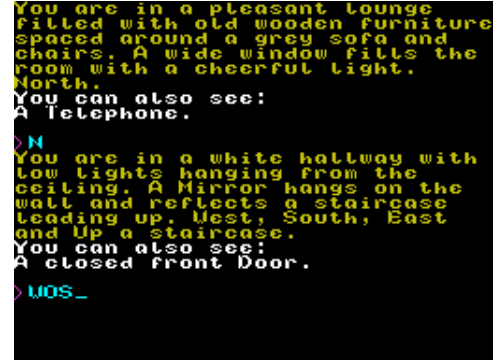 You are in a pleasant lounge
filled with old wooden furniture
spaced around a grey sofa and
chairs. A wide window fills the
room with a cheerful light.
North.
You can also see:
A Telephone.
>N
You are in a white hallway with
low lights hanging from the
ceiling. A Mirror hangs on the
wall and reflects a staircase
leading up. West, South, East
and Up a staircase.
You can also see:
A closed front Door.
>WOS_